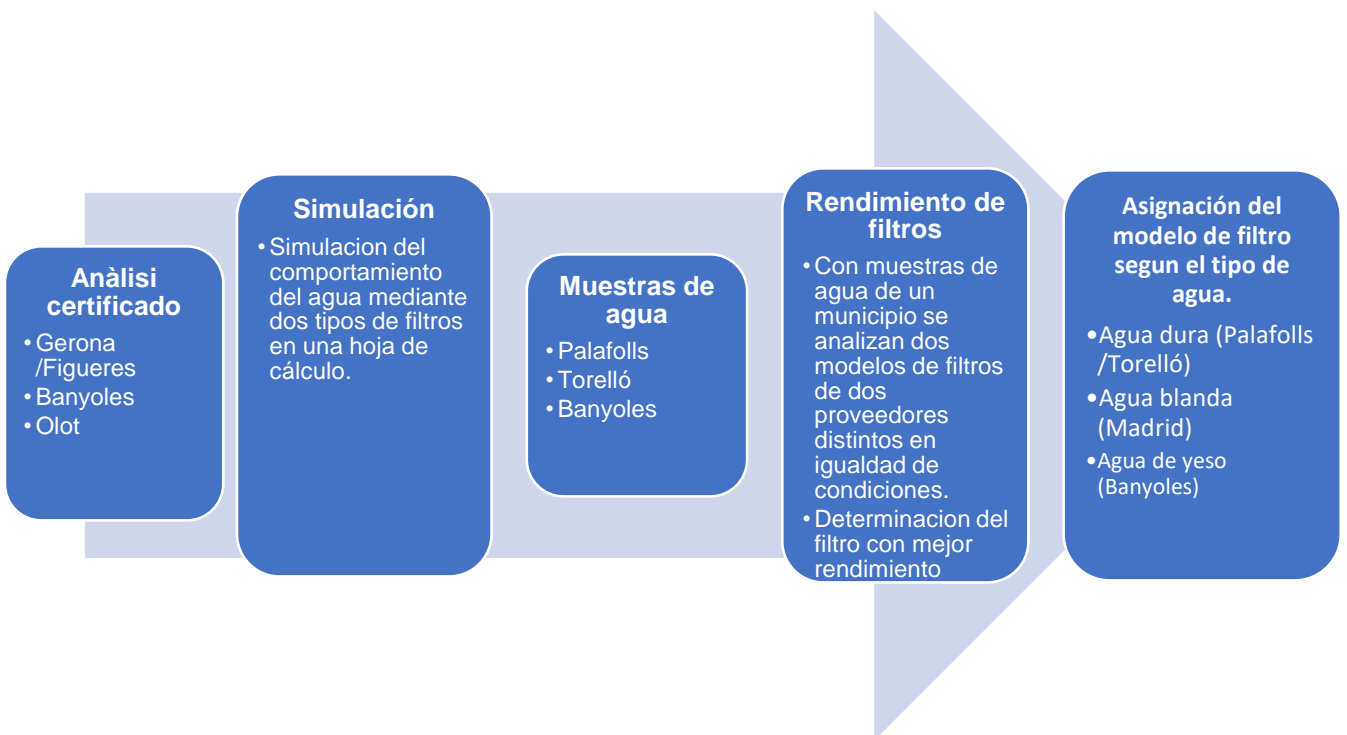 Anàlisi
certificado
• Gerona
/Figueres
• Banyoles
• Olot
Simulación
• Simulacion del
comportamiento
del agua mediante
dos tipos de filtros
en una hoja de
cálculo.
Muestras de
agua
• Palafolls
• Torelló
• Banyoles
Rendimiento de
filtros
• Con muestras de
agua de un
municipio se
analizan dos
modelos de filtros
de dos
proveedores
distintos en
igualdad de
condiciones.
• Determinacion del
filtro con mejor
rendimiento
Asignación del
modelo de filtro
segun el tipo de
agua.
• Agua dura (Palafolls
/Torelló)
• Agua blanda
(Madrid)
• Agua de yeso
(Banyoles)